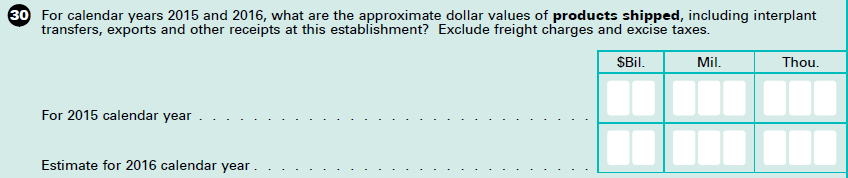 30 For calendar years 2015 and 2016, what are the approximate dollar values of products shipped, including interplant
transfers, exports and other receipts at this establishment? Exclude freight charges and excise taxes.
$Bil. Mil. Thou.
For 2015 calendar year . . . . . . . . . . . . . . . . . . . . . . . . . . . . .
Estimate for 2016 calendar year . . . . . . . . . . . . . . . . . . . . . . . . .